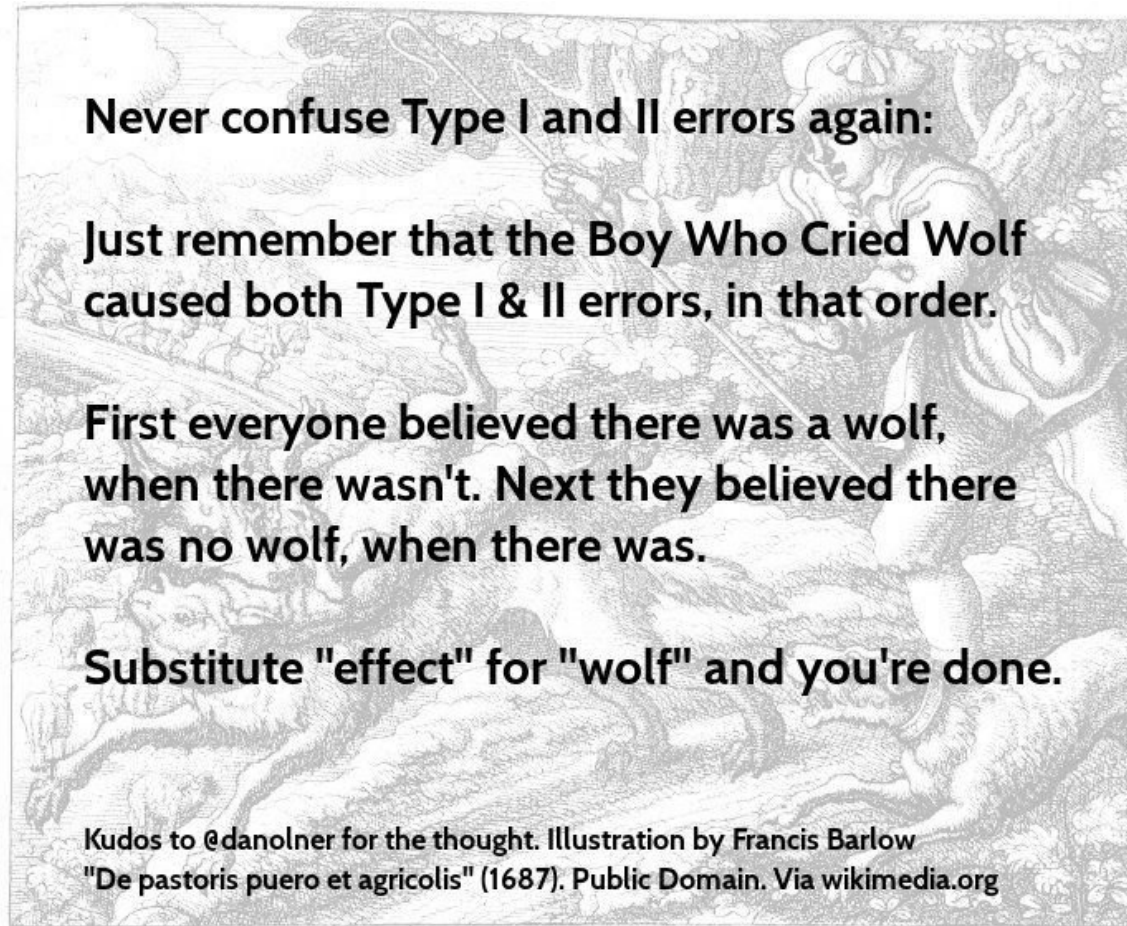 Never confuse Type I and II errors again:
Just remember that the Boy Who Cried Wolf
caused both Type I & II errors, in that order.
First everyone believed there was a wolf,
when there wasn't. Next they believed there
was no wolf, when there was.
Substitute "effect" for "wolf" and you're done.
Kudos to @danolner for the thought. Illustration by Francis Barlow
"De pastoris puero et agricolis" (1687). Public Domain. Via wikimedia.org